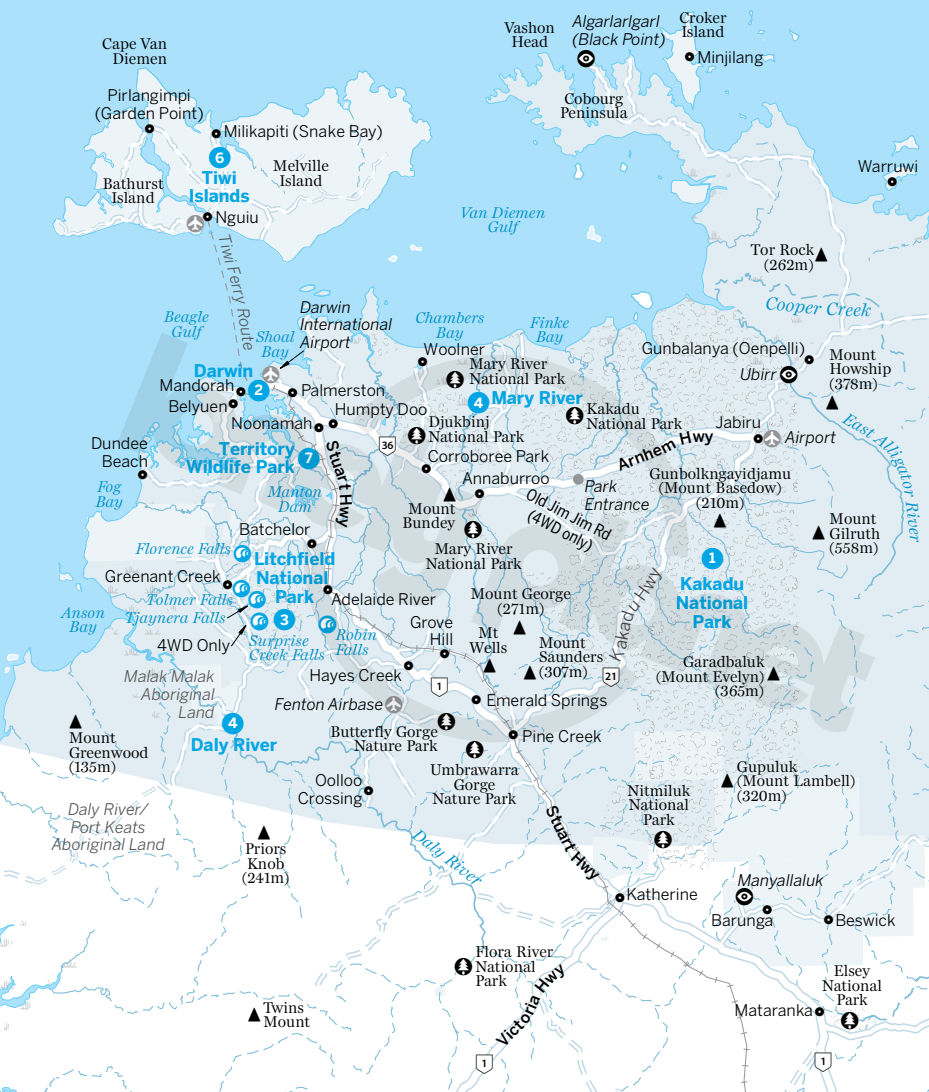 Cape Van
Diemen
Vashon
Head
Algarlarlgarl
(Black Point)
Croker
Island
Minjilang
Cobourg
Peninsula
Pirlangimpi
(Garden Point)
Milikapiti (Snake Bay)
6
Tiwi
Islands
Melville
Island
Bathurst
Island
Nguiu
Warruwi
Van Diemen
Gulf
Tiwi Ferry Route
Tor Rock
(262m)
Cooper Creek
Beagle
Gulf
Shoal
Bay
Darwin
International
Airport
Chambers
Bay
Finke
Bay
Woolner
Mary River
National Park
Gunbalanya (Oenpelli)
Ubirr
Mount
Howship
(378m)
Darwin
2
Mandorah
Belyuen
Palmerston
Humpty Doo
Noonamah
4
Mary River
Kakadu
National Park
Djukbinj
National Park
36
Corroboree Park
Arnhem Hwy
Jabiru
Airport
East Alligator River
Dundee
Beach
Fog
Bay
Territory
Wildlife Park
7
Stuart Hwy
Manton
Dam
Annaburroo
Park
Entrance
Old Jim Jim Rd
(4WD only)
Mount
Bundey
Mary River
National Park
Gunbolngkayidjamu
(Mount Basedow)
(210m)
Mount
Gilruth
(558m)
Batchelor
Florence Falls
Litchfield
National
Park
3
Greenant Creek
Tolmer Falls
Tjaynera Falls
4WD Only
Surprise
Creek Falls
Adelaide River
Robin
Falls
Anson
Bay
1
Kakadu
National
Park
Kakadu Hwy
Mount George
(271m)
Grove
Hill
Mt
Wells
Mount
Saunders
(307m)
21
Garadbaluk
(Mount Evelyn)
(365m)
Hayes Creek
1
Malak Malak
Aboriginal
Land
Fenton Airbase
Emerald Springs
4
Daly River
Mount
Greenwood
(135m)
Butterfly Gorge
Nature Park
Pine Creek
Umbrawarra
Gorge
Nature Park
Oolloo
Crossing
Gupuluk
(Mount Lambell)
(320m)
Nitmiluk
National
Park
Daly River/
Port Keats
Aboriginal Land
Priors
Knob
(241m)
Daly River
Stuart Hwy
Katherine
Manyallaluk
Barunga
Beswick
Flora River
National
Park
Victoria Hwy
Elsey
National
Park
Mataranka
Twins
Mount
1
1
lonely planet